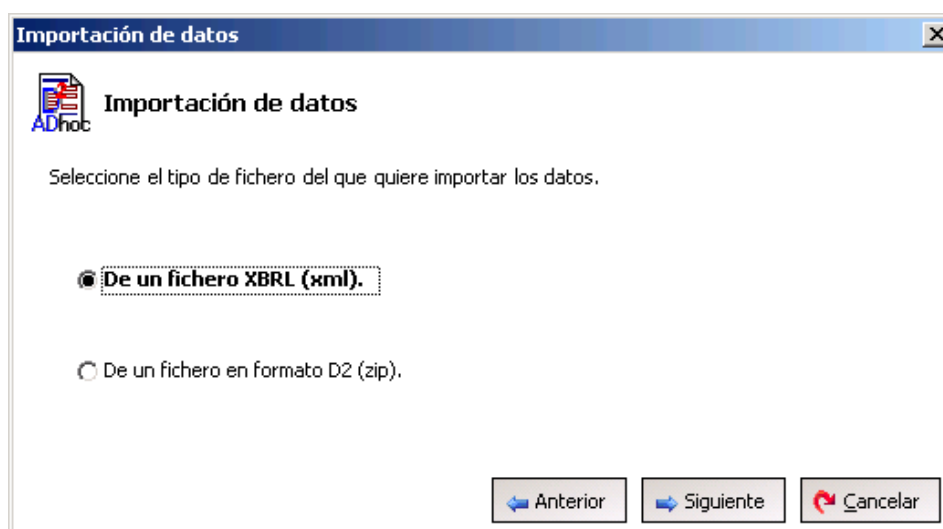 Importación de datos
Importación de datos
ADhoc
Seleccione el tipo de fichero del que quiere importar los datos.
De un fichero XBRL (xml).
De un fichero en formato D2 (zip).
Anterior
Siguiente
Cancelar